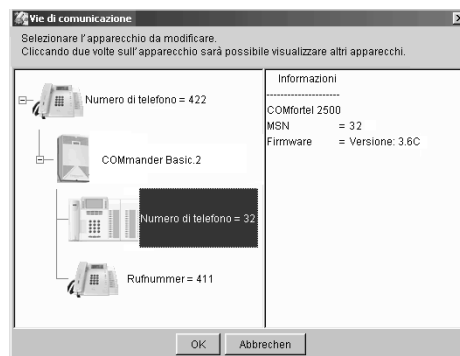 Vie di comunicazione
Selezionare l'apparecchio da modificare.
Cliccando due volte sull'apparecchio sarà possibile visualizzare altri apparecchi.
Numero di telefono = 422
COMmander Basic.2
Numero di telefono = 32
Rufnummer = 411
Informazioni
--------------------
COMfortel 2500
MSN = 32
Firmware = Versione: 3.6C
OK
Abbrechen